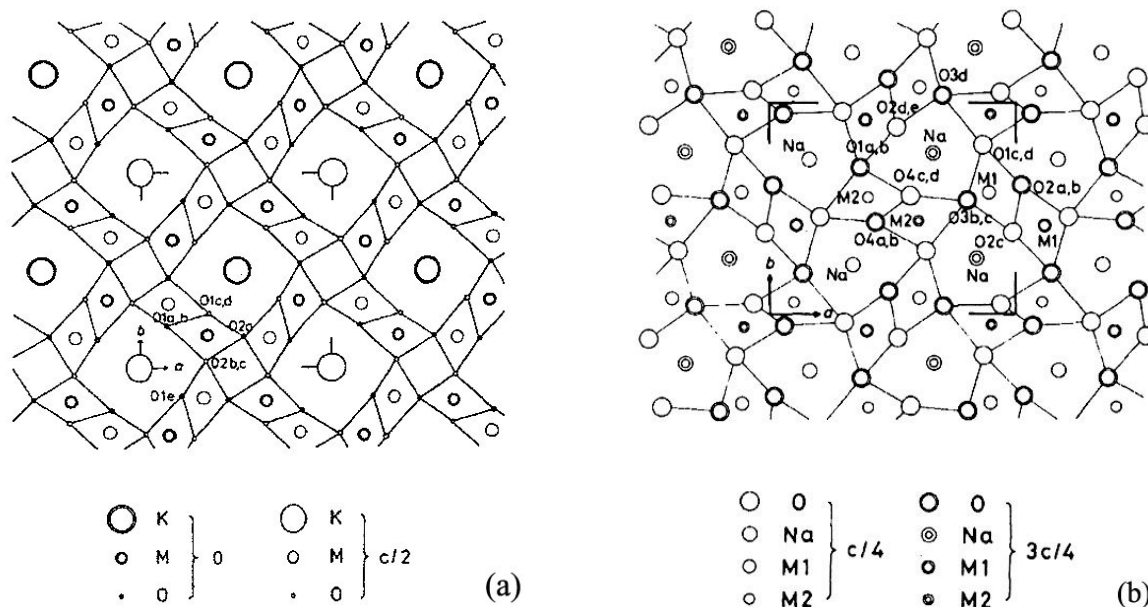 O3d
O2d,e
Na
Na
O1a,b
O1c,d
O4c,d
M1
O2a,b
M2
M2
O3b,c
O4a,b
O2c
M1
Na
Na
b
a
O1c,d
O1a,b
O2a
b
a
O2b,c
O1e
K
K
M
0
M
c/2
O
O
(a)
O
O
Na
c/4
Na
3c/4
M1
M1
M2
M2
(b)